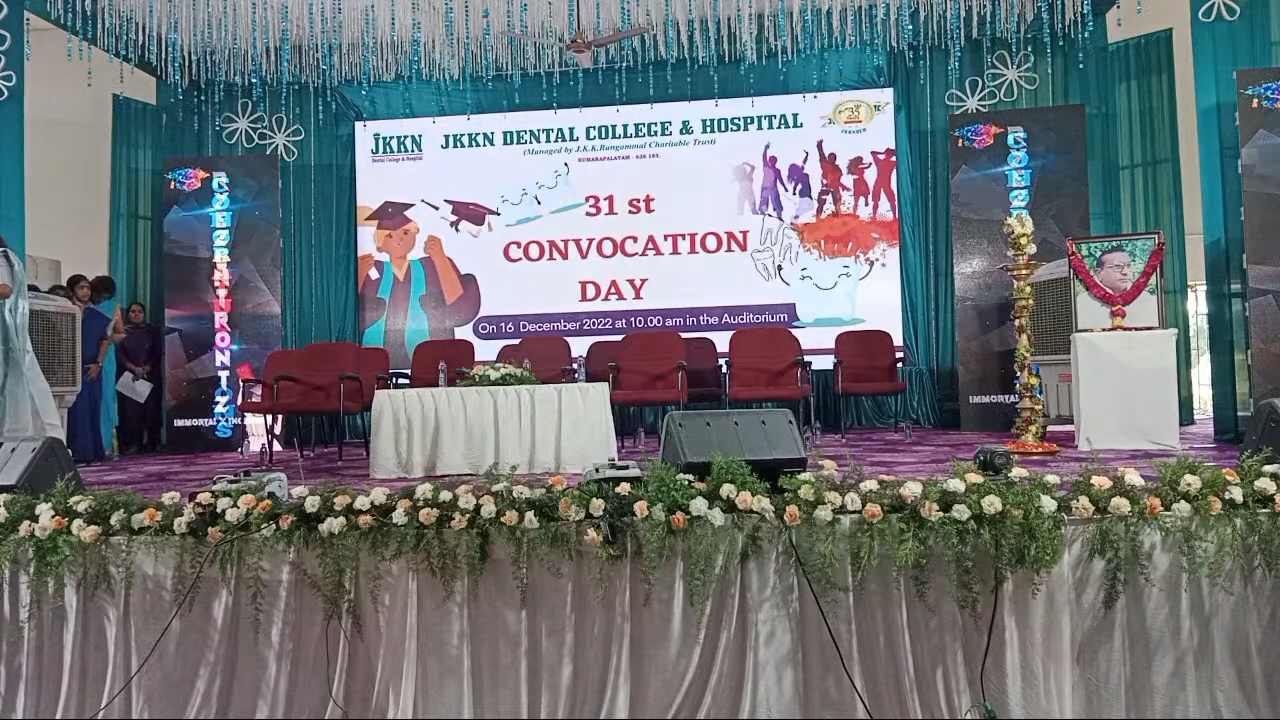 JKKN
Dental College & Hospital
JKKN DENTAL COLLEGE & HOSPITAL
(Managed by J.K.K.Rangammal Charitable Trust)
KUMARAPALAYAM - 638 183.
31 st
CONVOCATION
DAY
On 16 December 2022 at 10.00 am in the Auditorium
IMMORTAL
IMMORTAL